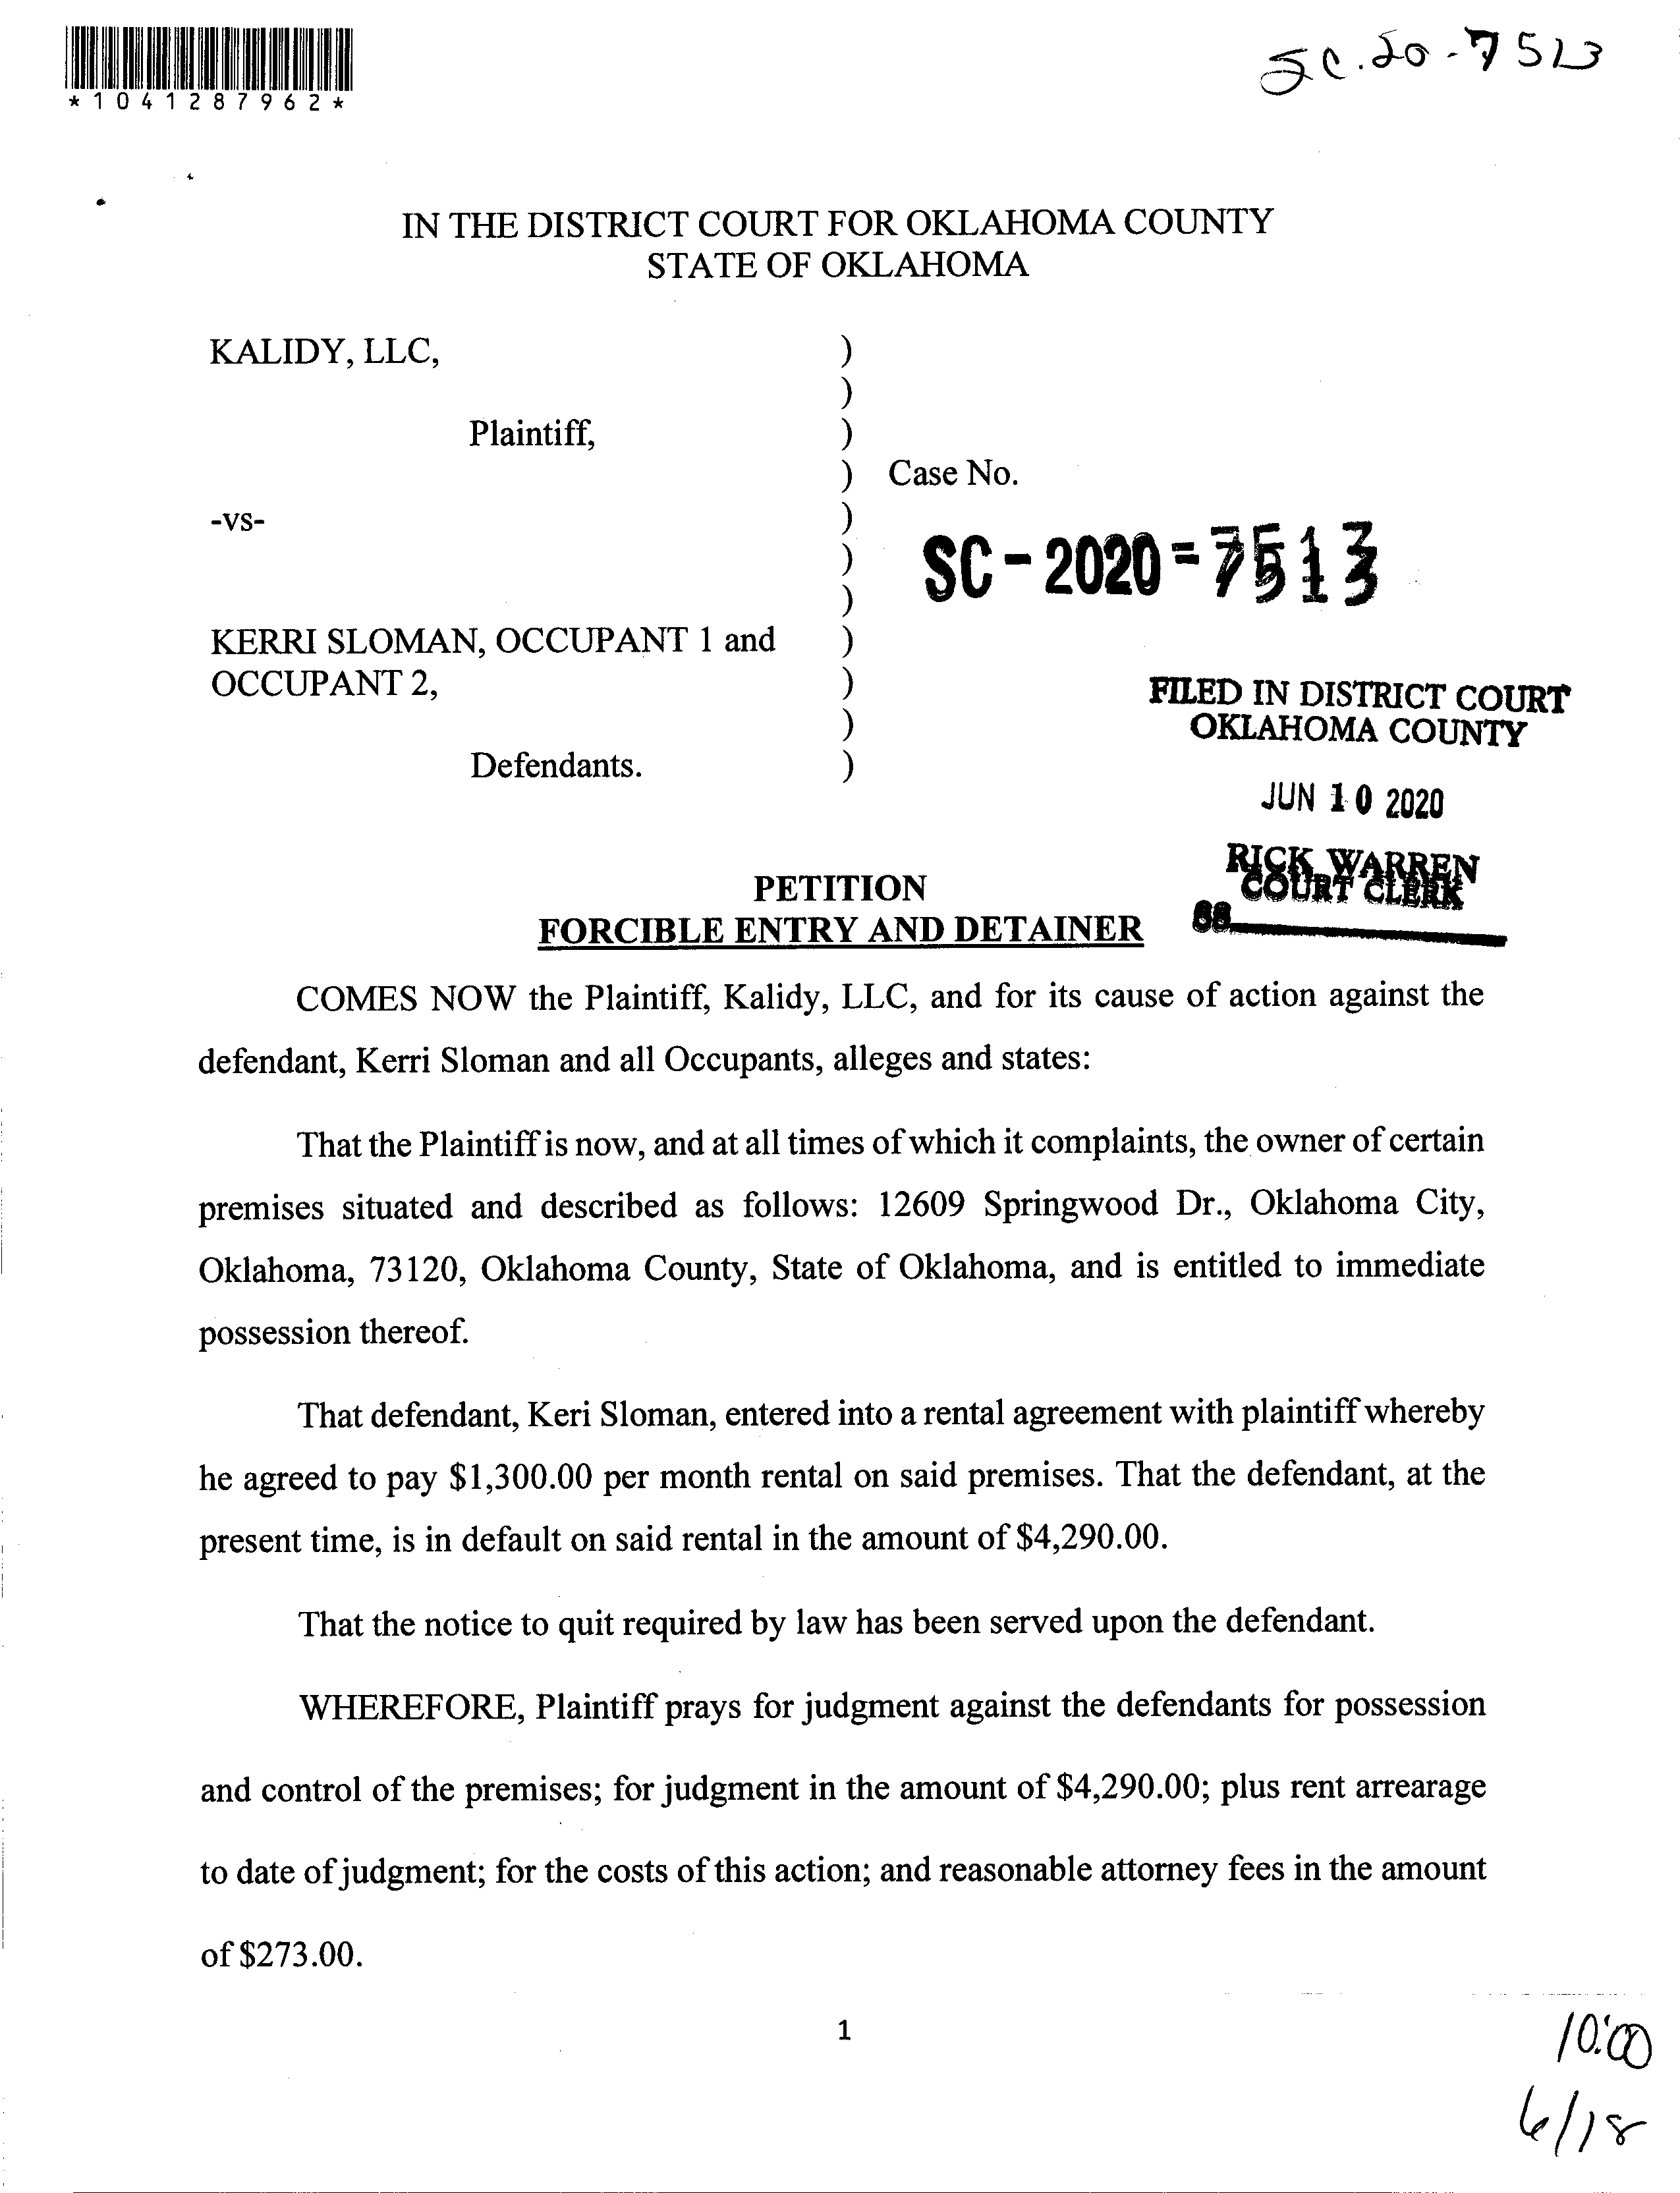 *1041287962*
SC.20-7513
IN THE DISTRICT COURT FOR OKLAHOMA COUNTY
STATE OF OKLAHOMA
KALIDY, LLC, )
)
Plaintiff, )
) Case No.
-vs- )
) SC-2020=7513
)
KERRI SLOMAN, OCCUPANT 1 and )
OCCUPANT 2, )
)
Defendants. )
FILED IN DISTRICT COURT
OKLAHOMA COUNTY
JUN 10 2020
RICK WARREN
COURT CLERK
PETITION
FORCIBLE ENTRY AND DETAINER
COMES NOW the Plaintiff, Kalidy, LLC, and for its cause of action against the
defendant, Kerri Sloman and all Occupants, alleges and states:
That the Plaintiff is now, and at all times of which it complaints, the owner of certain
premises situated and described as follows: 12609 Springwood Dr., Oklahoma City,
Oklahoma, 73120, Oklahoma County, State of Oklahoma, and is entitled to immediate
possession thereof.
That defendant, Keri Sloman, entered into a rental agreement with plaintiff whereby
he agreed to pay $1,300.00 per month rental on said premises. That the defendant, at the
present time, is in default on said rental in the amount of $4,290.00.
That the notice to quit required by law has been served upon the defendant.
WHEREFORE, Plaintiff prays for judgment against the defendants for possession
and control of the premises; for judgment in the amount of $4,290.00; plus rent arrearage
to date of judgment; for the costs of this action; and reasonable attorney fees in the amount
of $273.00.
1
10:00
6/18